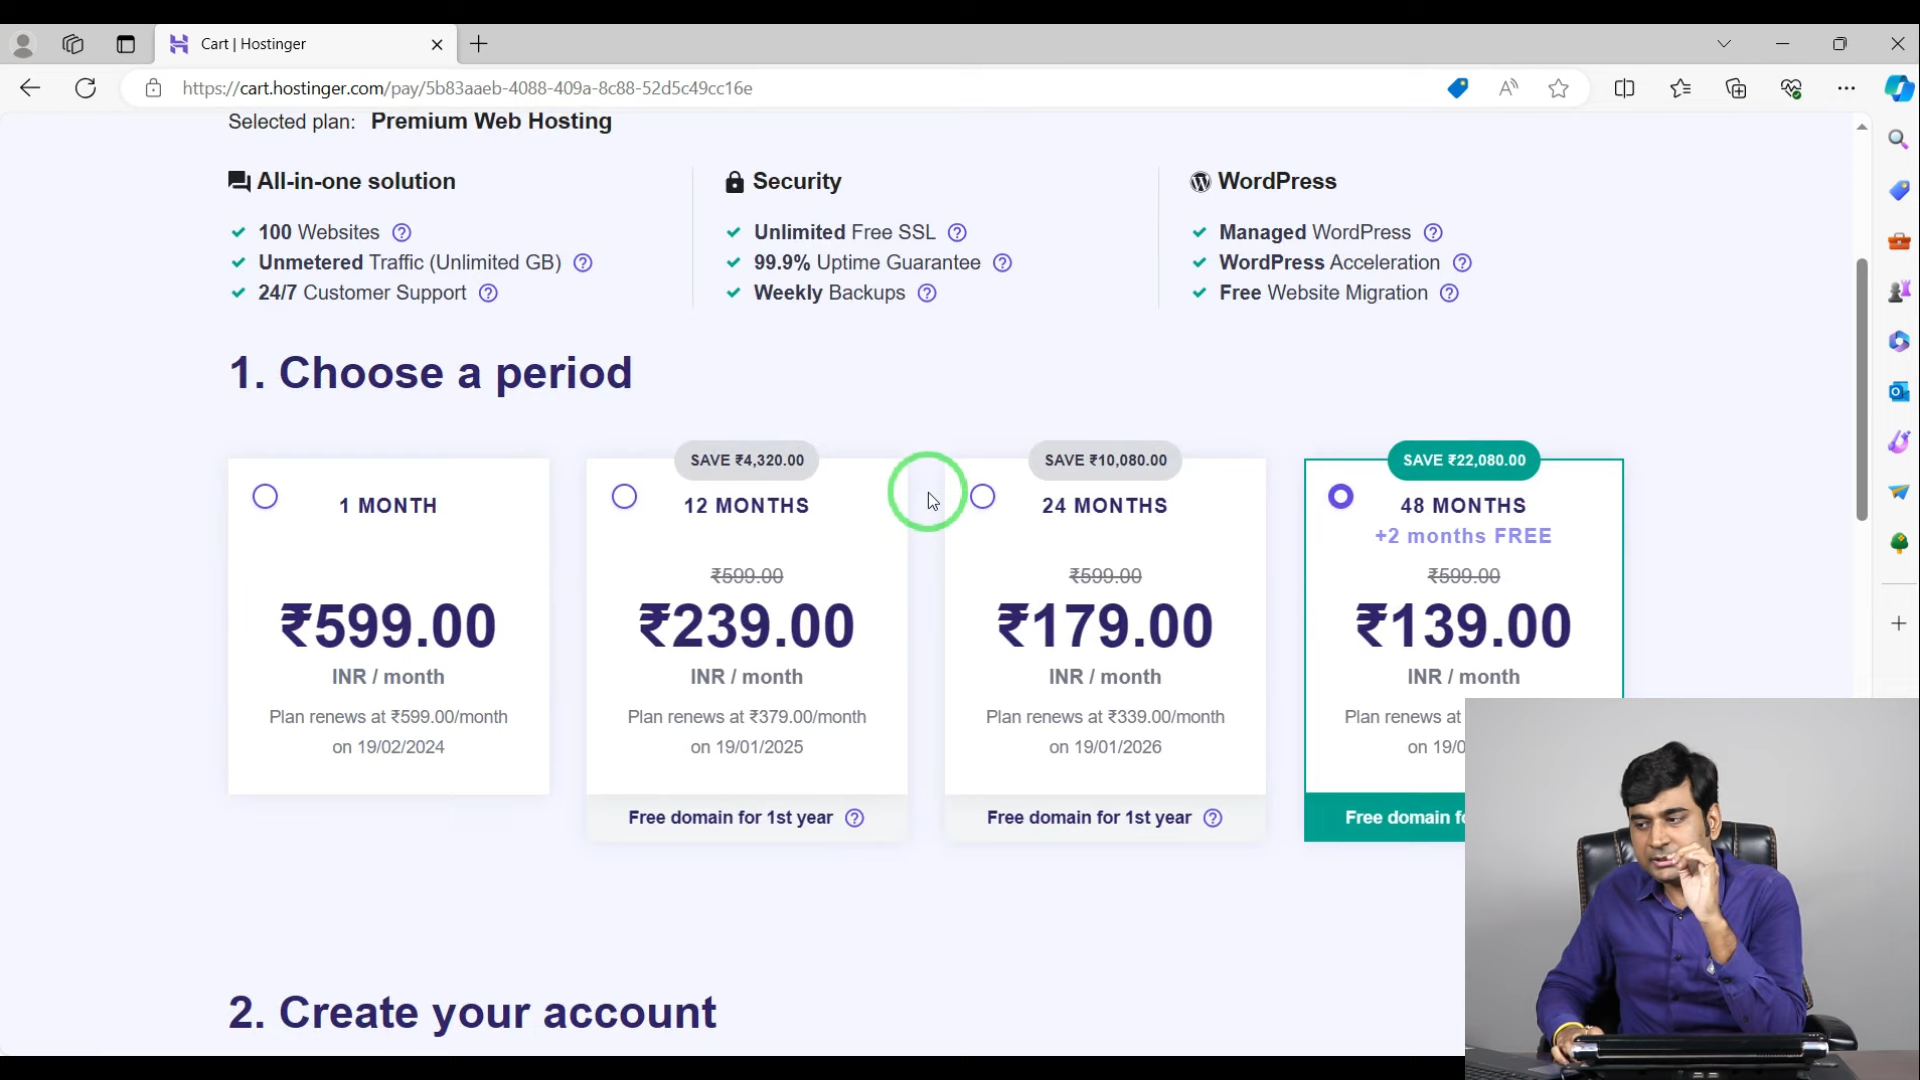 Cart | Hostinger
https://cart.hostinger.com/pay/5b83aaeb-4088-409a-8c88-52d5c49cc16e
Selected plan: Premium Web Hosting
All-in-one solution
100 Websites
Unmetered Traffic (Unlimited GB)
24/7 Customer Support
Security
Unlimited Free SSL
99.9% Uptime Guarantee
Weekly Backups
WordPress
Managed WordPress
WordPress Acceleration
Free Website Migration
1. Choose a period
1 MONTH
₹599.00
INR / month
Plan renews at ₹599.00/month
on 19/02/2024
SAVE ₹4,320.00
12 MONTHS
₹599.00
₹239.00
INR / month
Plan renews at ₹379.00/month
on 19/01/2025
Free domain for 1st year
SAVE ₹10,080.00
24 MONTHS
₹599.00
₹179.00
INR / month
Plan renews at ₹339.00/month
on 19/01/2026
Free domain for 1st year
SAVE ₹22,080.00
48 MONTHS
+2 months FREE
₹599.00
₹139.00
INR / month
Plan renews at
on 19/0
Free domain f
2. Create your account